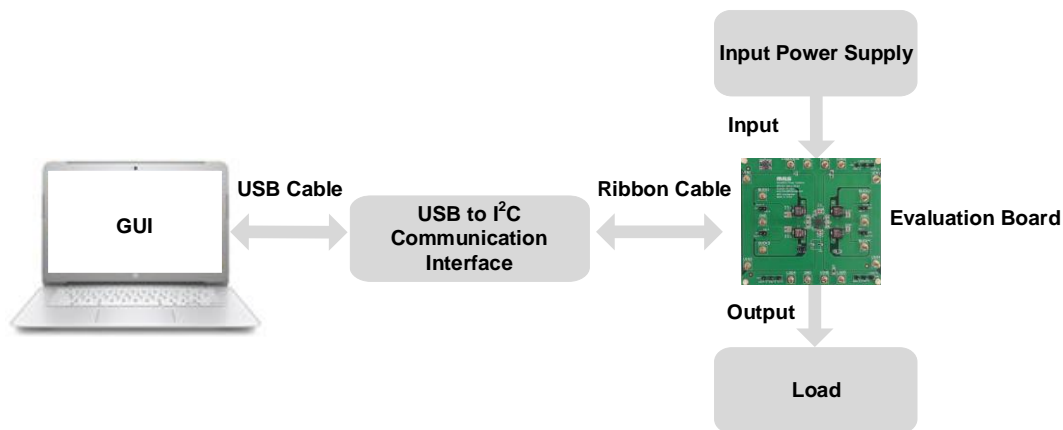 Input Power Supply
Input
USB Cable
Ribbon Cable
GUI
USB to I²C
Communication
Interface
Evaluation Board
Output
Load